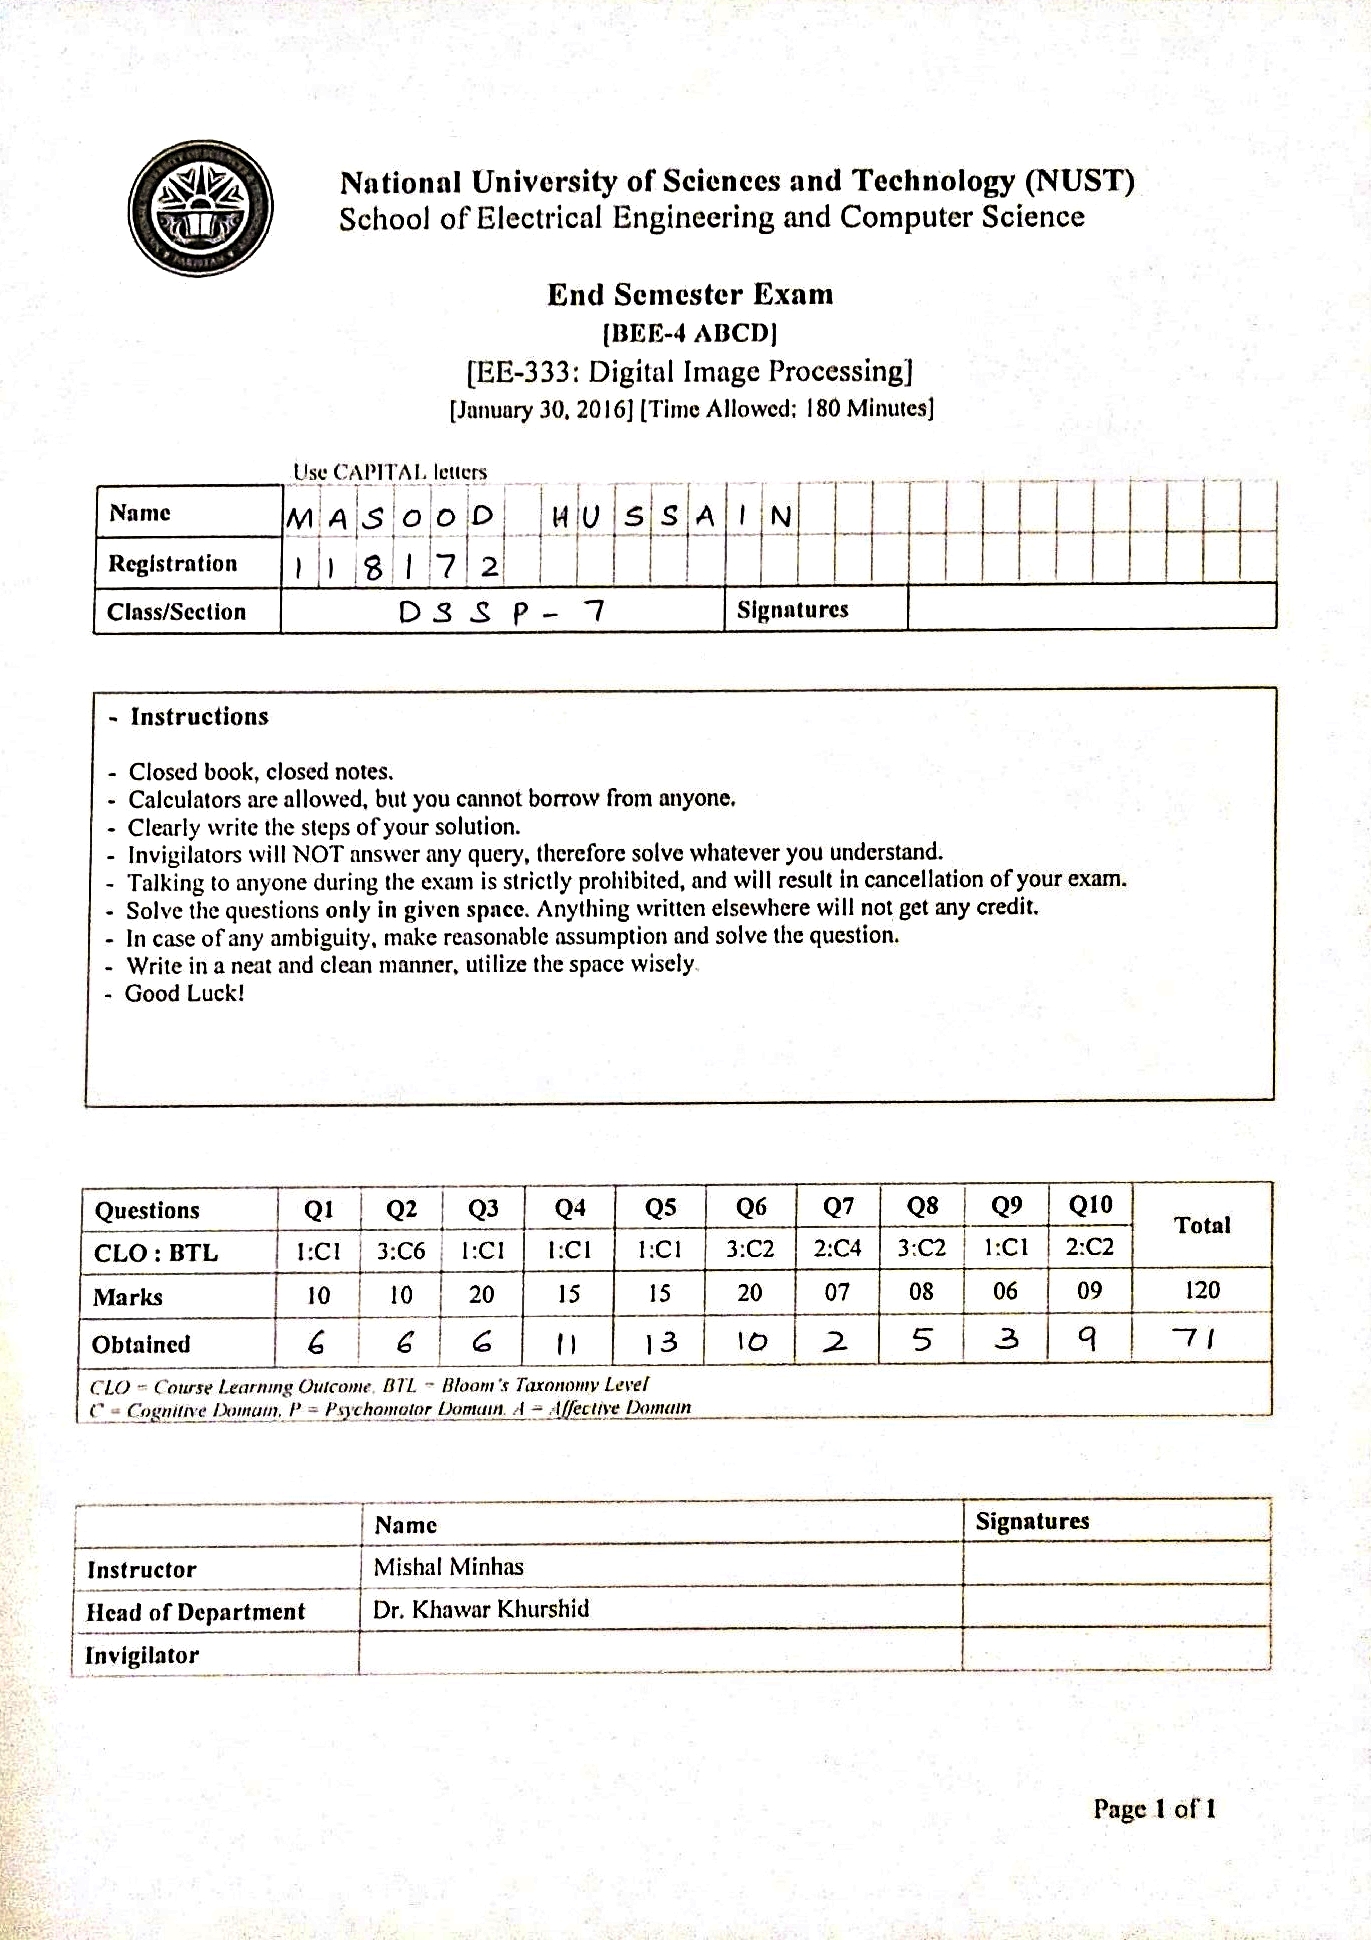 National University of Sciences and Technology (NUST)
School of Electrical Engineering and Computer Science
End Semester Exam
[BEE-4 ABCD]
[EE-333: Digital Image Processing]
[January 30, 2016] [Time Allowed: 180 Minutes]
Use CAPITAL letters
Name MASOOD HUSSAIN
Registration 118172
Class/Section DSSP-7 Signatures
- Instructions
- Closed book, closed notes.
- Calculators are allowed, but you cannot borrow from anyone.
- Clearly write the steps of your solution.
- Invigilators will NOT answer any query, therefore solve whatever you understand.
- Talking to anyone during the exam is strictly prohibited, and will result in cancellation of your exam.
- Solve the questions only in given space. Anything written elsewhere will not get any credit.
- In case of any ambiguity, make reasonable assumption and solve the question.
- Write in a neat and clean manner, utilize the space wisely.
- Good Luck!
Questions Q1 Q2 Q3 Q4 Q5 Q6 Q7 Q8 Q9 Q10 Total
CLO : BTL 1:C1 3:C6 1:C1 1:C1 1:C1 3:C2 2:C4 3:C2 1:C1 2:C2
Marks 10 10 20 15 15 20 07 08 06 09 120
Obtained 6 6 6 11 13 10 2 5 3 9 71
CLO = Course Learning Outcome, BTL = Bloom's Taxonomy Level
C = Cognitive Domain, P = Psychomotor Domain, A = Affective Domain
Name Signatures
Instructor Mishal Minhas
Head of Department Dr. Khawar Khurshid
Invigilator
Page 1 of 1